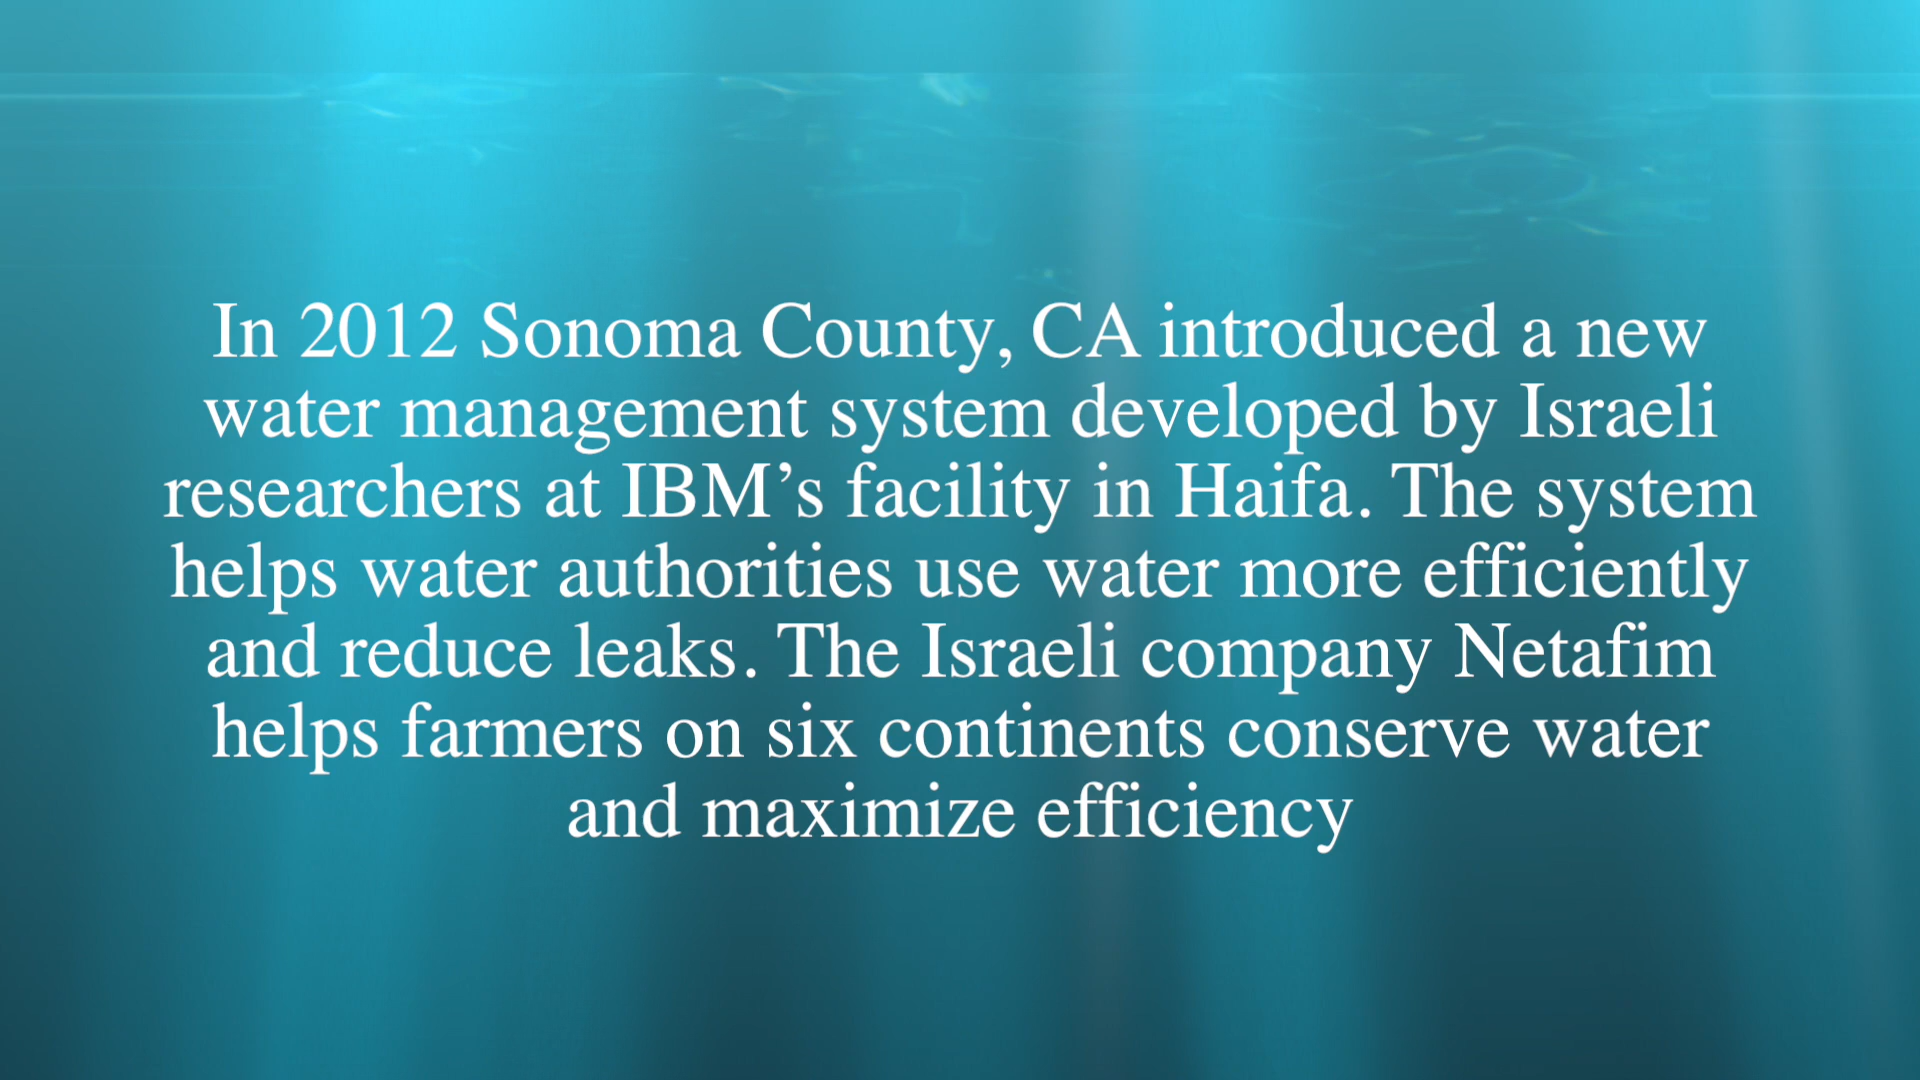 In 2012 Sonoma County, CA introduced a new
water management system developed by Israeli
researchers at IBM’s facility in Haifa. The system
helps water authorities use water more efficiently
and reduce leaks. The Israeli company Netafim
helps farmers on six continents conserve water
and maximize efficiency